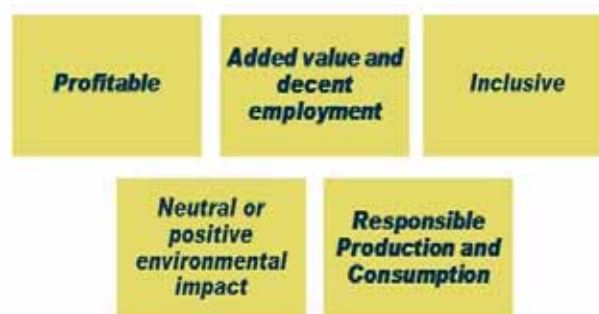 Profitable
Added value and
decent
employment
Inclusive
Neutral or
positive
environmental
impact
Responsible
Production and
Consumption